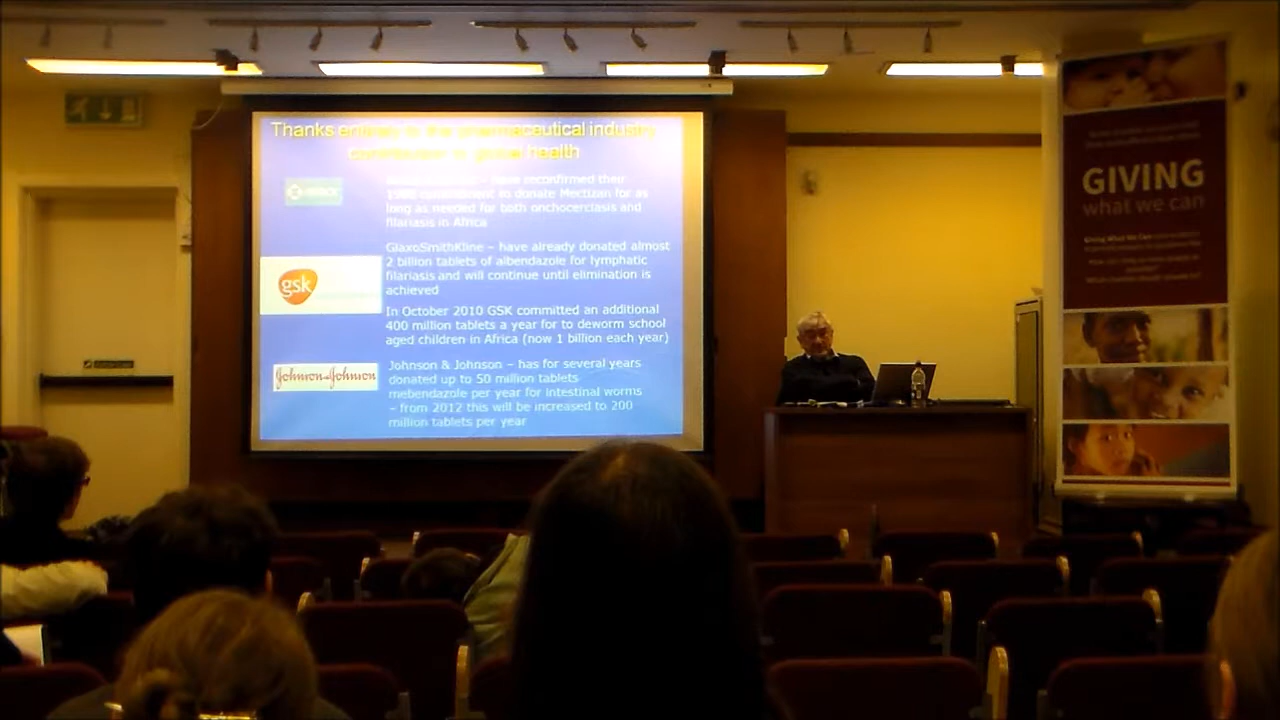 Thanks entirely to the pharmaceutical industry
contribution to global health
reconfirmed their
commitment to donate Mectizan for as
long as needed for both onchocerciasis and
filariasis in Africa
gsk
GlaxoSmithKline – have already donated almost
2 billion tablets of albendazole for lymphatic
filariasis and will continue until elimination is
achieved
In October 2010 GSK committed an additional
400 million tablets a year for to deworm school
aged children in Africa (now 1 billion each year)
Johnson & Johnson
Johnson & Johnson – has for several years
donated up to 50 million tablets
mebendazole per year for intestinal worms
– from 2012 this will be increased to 200
million tablets per year
GIVING
what we can
Giving What We Can